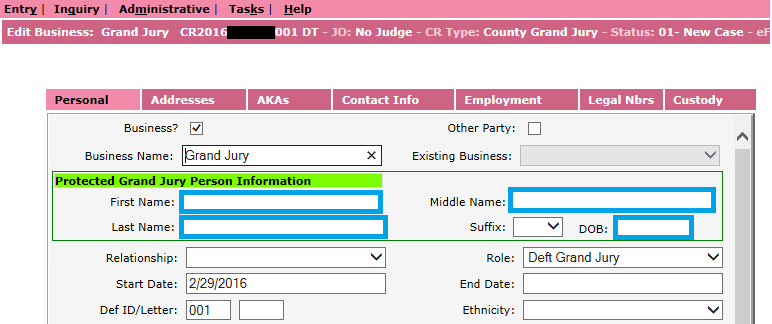 Entry | Inquiry | Administrative | Tasks | Help
Edit Business: Grand Jury CR2016 001 DT - JO: No Judge - CR Type: County Grand Jury - Status: 01- New Case - eF
Personal Addresses AKAs Contact Info Employment Legal Nbrs Custody
Business? Other Party:
Business Name: Grand Jury × Existing Business:
Protected Grand Jury Person Information
First Name: Middle Name:
Last Name: Suffix: DOB:
Relationship: Role: Deft Grand Jury
Start Date: 2/29/2016 End Date:
Def ID/Letter: 001 Ethnicity: